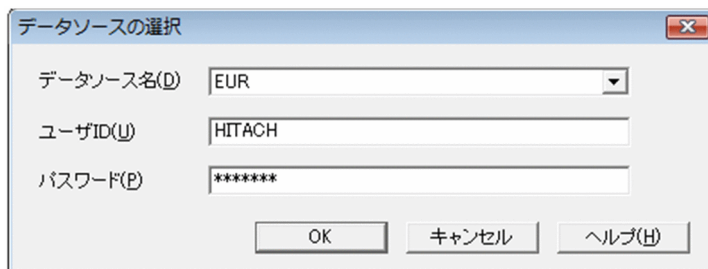 データソースの選択
データソース名(D) EUR
ユーザID(U) HITACH
パスワード(P) *******
OK キャンセル ヘルプ(H)